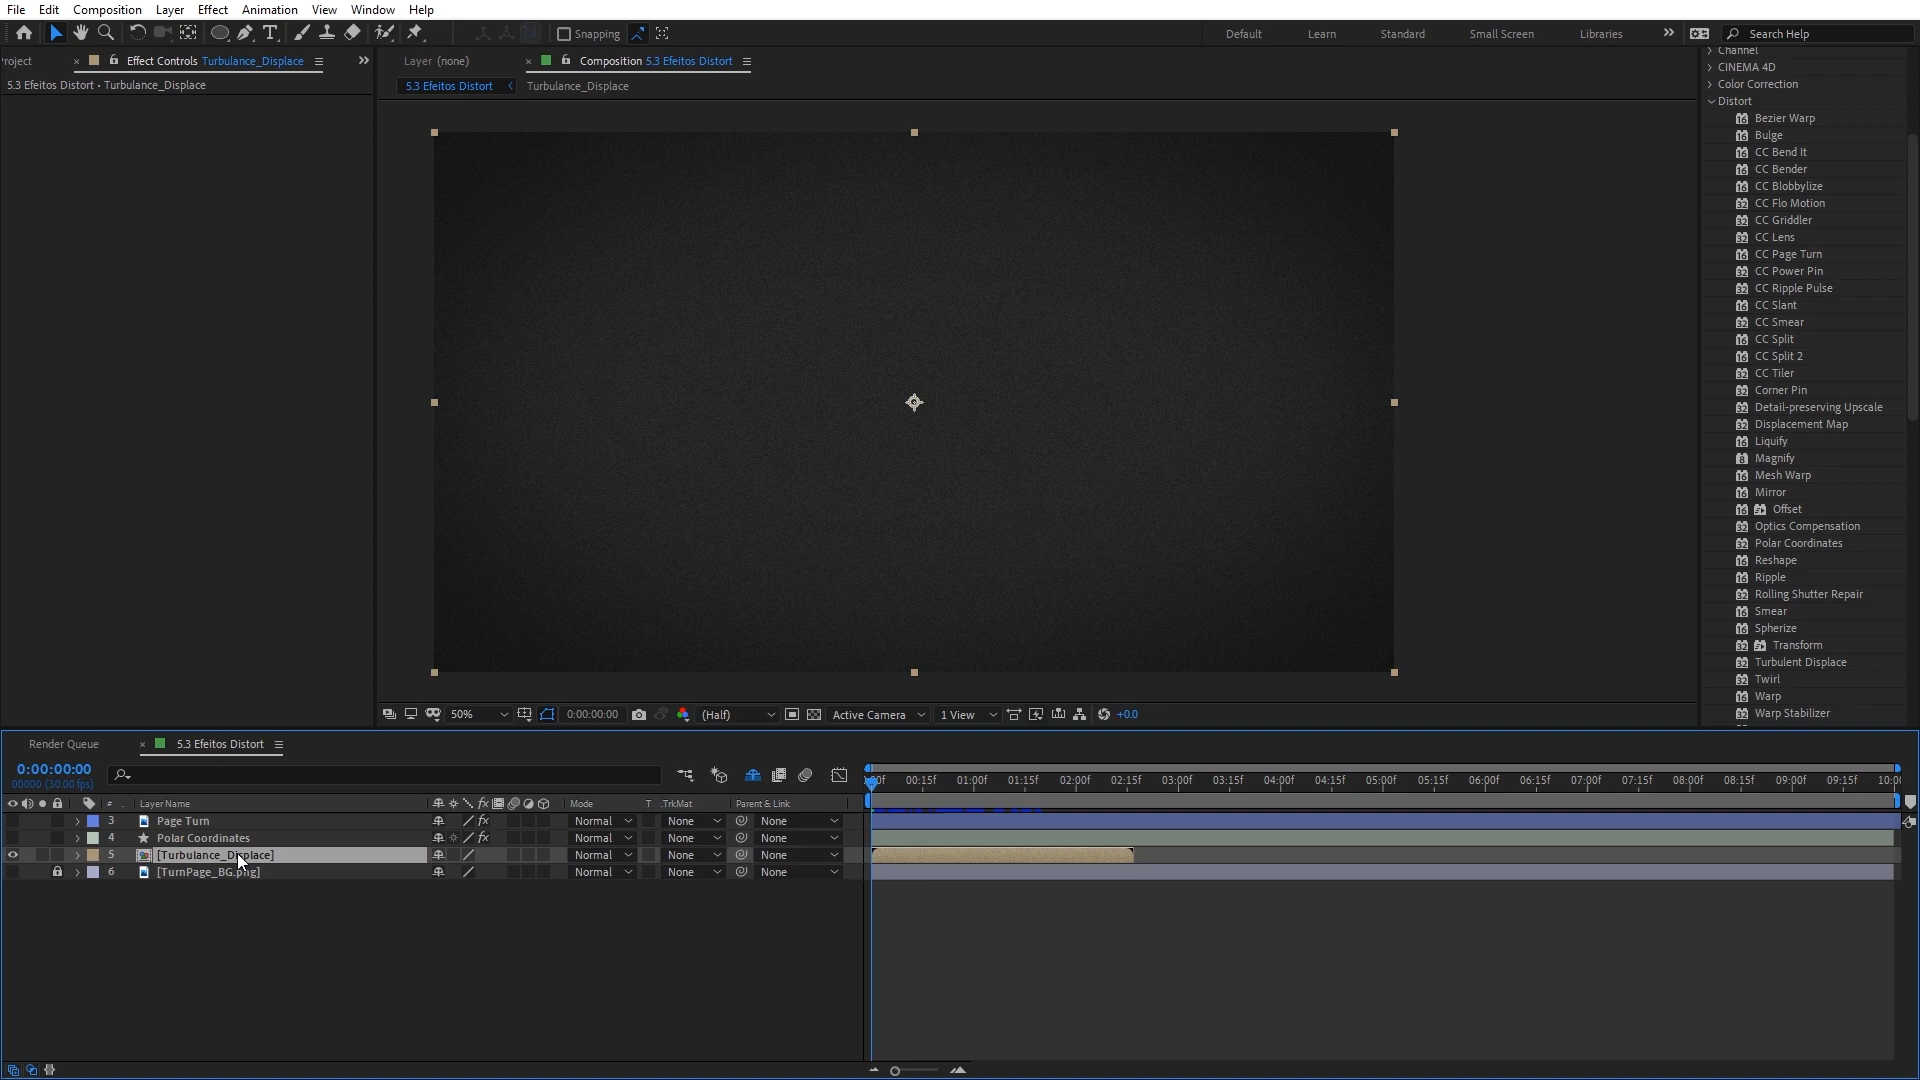 File Edit Composition Layer Effect Animation View Window Help
Snapping
Default Learn Standard Small Screen Libraries
Search Help
roject
Effect Controls Turbulance_Displace
5.3 Efeitos Distort • Turbulance_Displace
Layer (none)
Composition 5.3 Efeitos Distort
5.3 Efeitos Distort Turbulance_Displace
Channel
CINEMA 4D
Color Correction
Distort
Bezier Warp
Bulge
CC Bend It
CC Bender
CC Blobbylize
CC Flo Motion
CC Griddler
CC Lens
CC Page Turn
CC Power Pin
CC Ripple Pulse
CC Slant
CC Smear
CC Split
CC Split 2
CC Tiler
Corner Pin
Detail-preserving Upscale
Displacement Map
Liquify
Magnify
Mesh Warp
Mirror
Offset
Optics Compensation
Polar Coordinates
Reshape
Ripple
Rolling Shutter Repair
Smear
Spherize
Transform
Turbulent Displace
Twirl
Warp
Warp Stabilizer
50% 0:00:00:00 (Half) Active Camera 1 View +0.0
Render Queue
5.3 Efeitos Distort
0:00:00:00
00000 (30.00 fps)
:00f 00:15f 01:00f 01:15f 02:00f 02:15f 03:00f 03:15f 04:00f 04:15f 05:00f 05:15f 06:00f 06:15f 07:00f 07:15f 08:00f 08:15f 09:00f 09:15f 10:0
# Layer Name fx Mode T .TrkMat Parent & Link
3 Page Turn fx Normal None None
4 Polar Coordinates fx Normal None None
5 [Turbulance_Displace] Normal None None
6 [TurnPage_BG.png] Normal None None